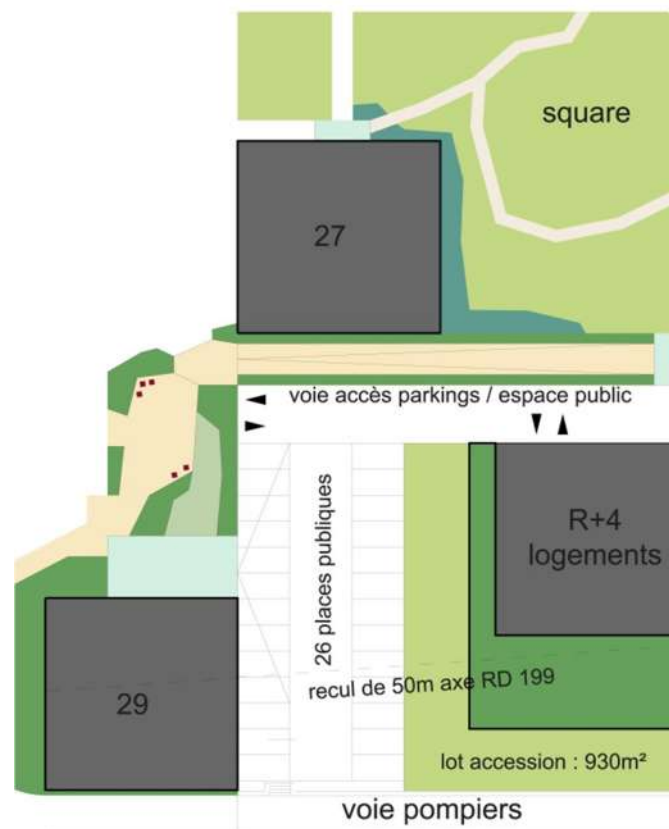 square
27
voie accès parkings / espace public
R+4
logements
26 places publiques
recul de 50m axe RD 199
29
lot accession : 930m²
voie pompiers